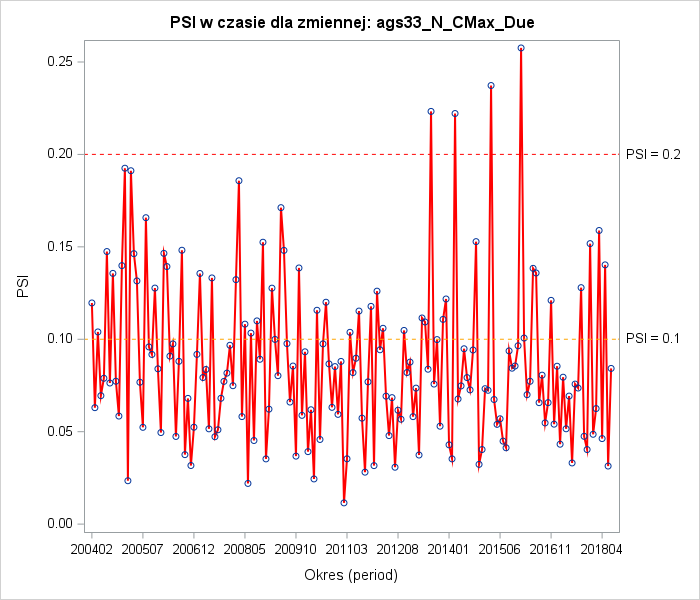 PSI w czasie dla zmiennej: ags33_N_CMax_Due
0.25
0.20
0.15
0.10
0.05
0.00
PSI
PSI = 0.2
PSI = 0.1
200402 200507 200612 200805 200910 201103 201208 201401 201506 201611 201804
Okres (period)